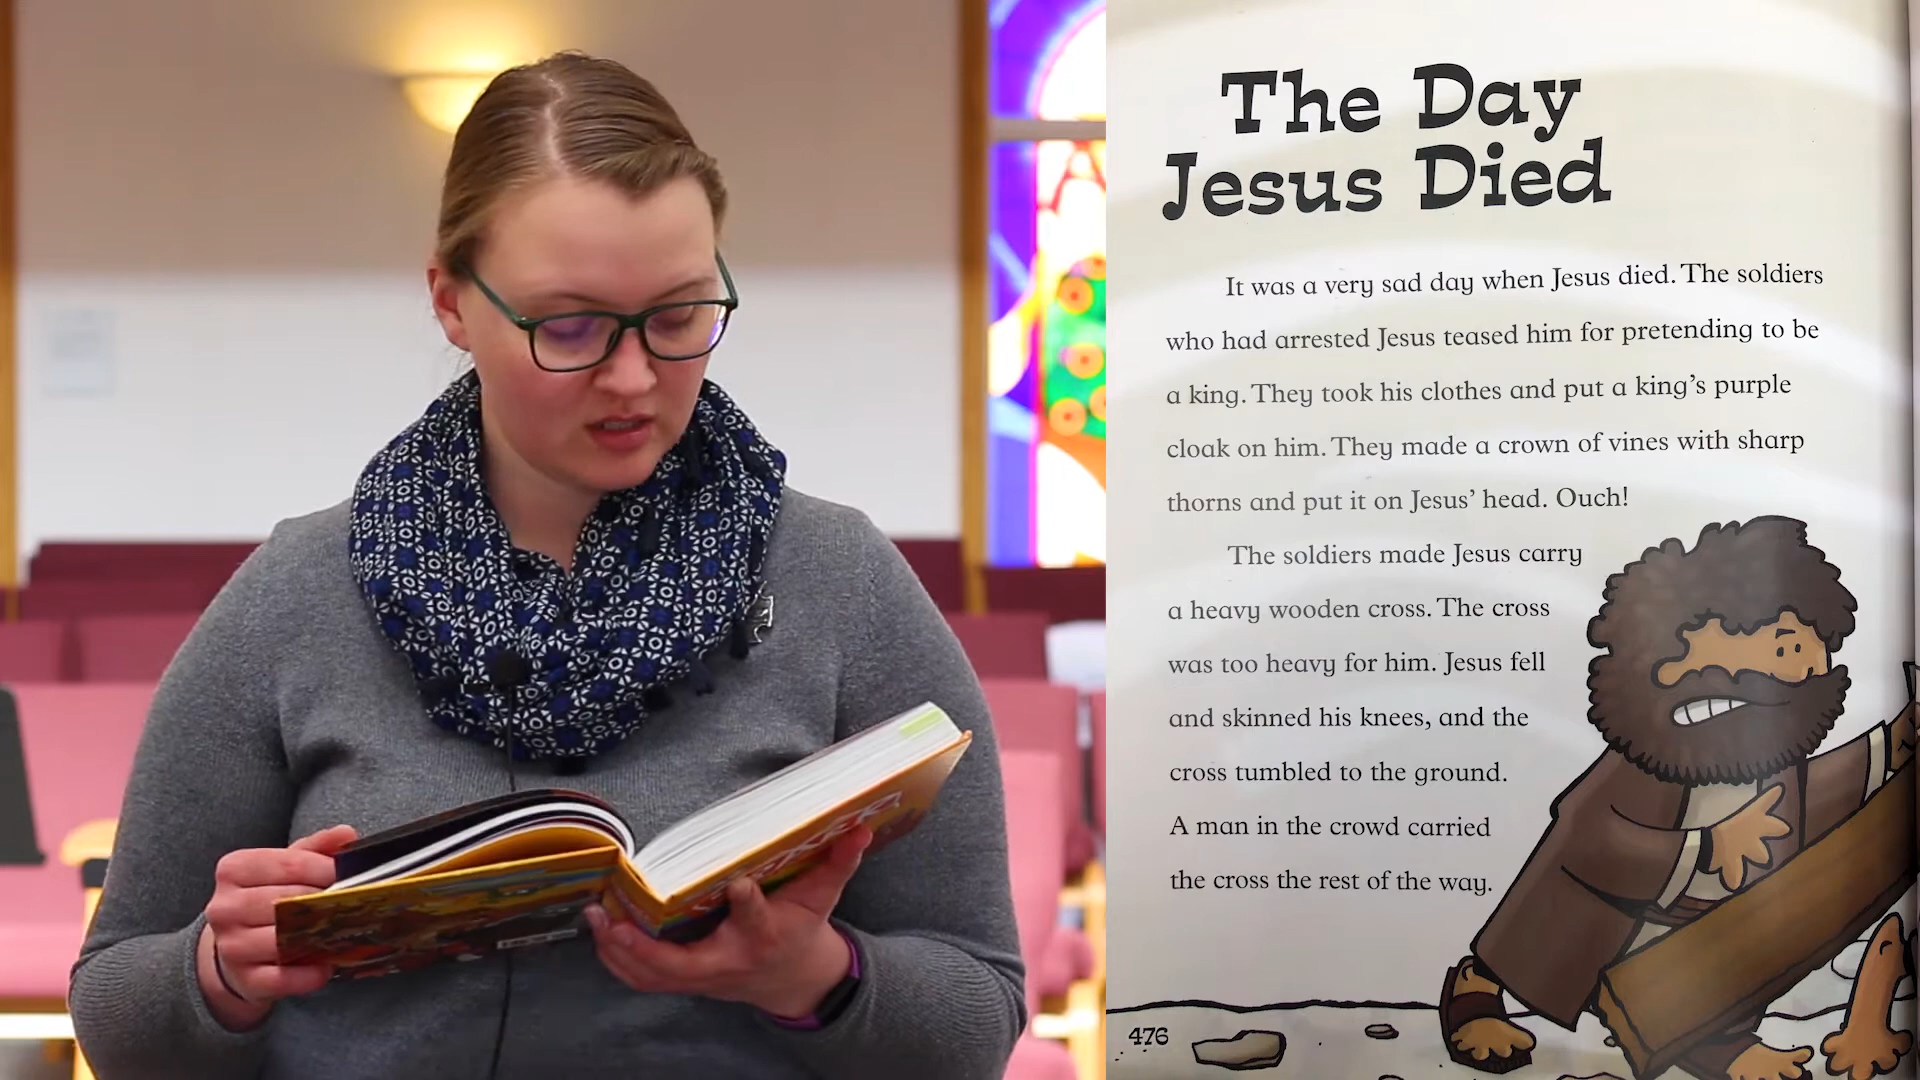 The Day
Jesus Died
It was a very sad day when Jesus died. The soldiers
who had arrested Jesus teased him for pretending to be
a king. They took his clothes and put a king's purple
cloak on him. They made a crown of vines with sharp
thorns and put it on Jesus' head. Ouch!
The soldiers made Jesus carry
a heavy wooden cross. The cross
was too heavy for him. Jesus fell
and skinned his knees, and the
cross tumbled to the ground.
A man in the crowd carried
the cross the rest of the way.
476